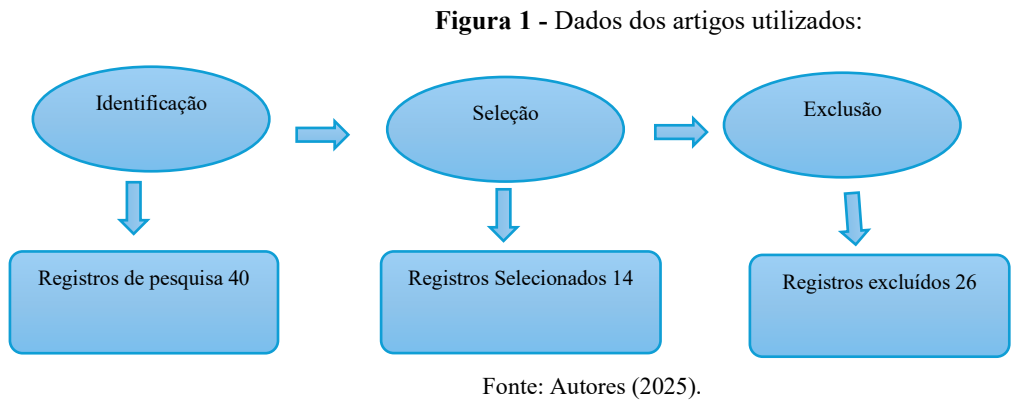 Figura 1 - Dados dos artigos utilizados:
Identificação
Seleção
Exclusão
Registros de pesquisa 40
Registros Selecionados 14
Registros excluídos 26
Fonte: Autores (2025).